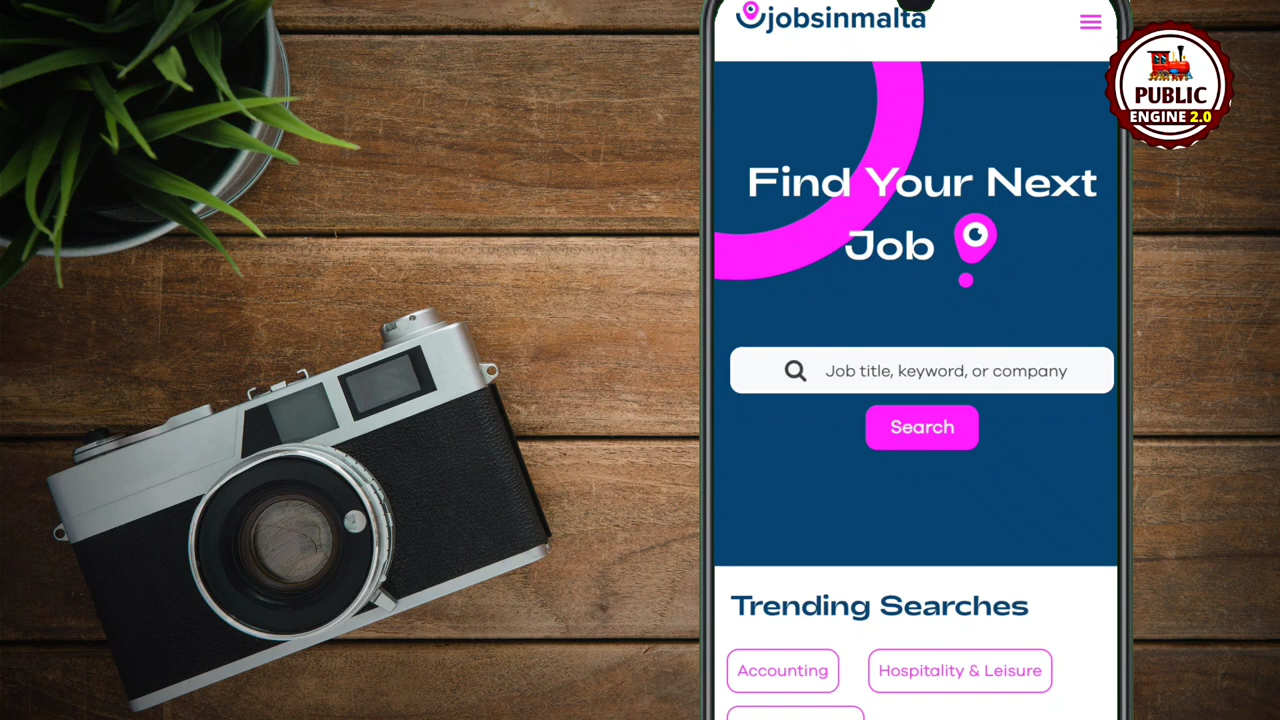 jobsinmalta
PUBLIC
ENGINE 2.0
Find Your Next
Job
Job title, keyword, or company
Search
Trending Searches
Accounting
Hospitality & Leisure